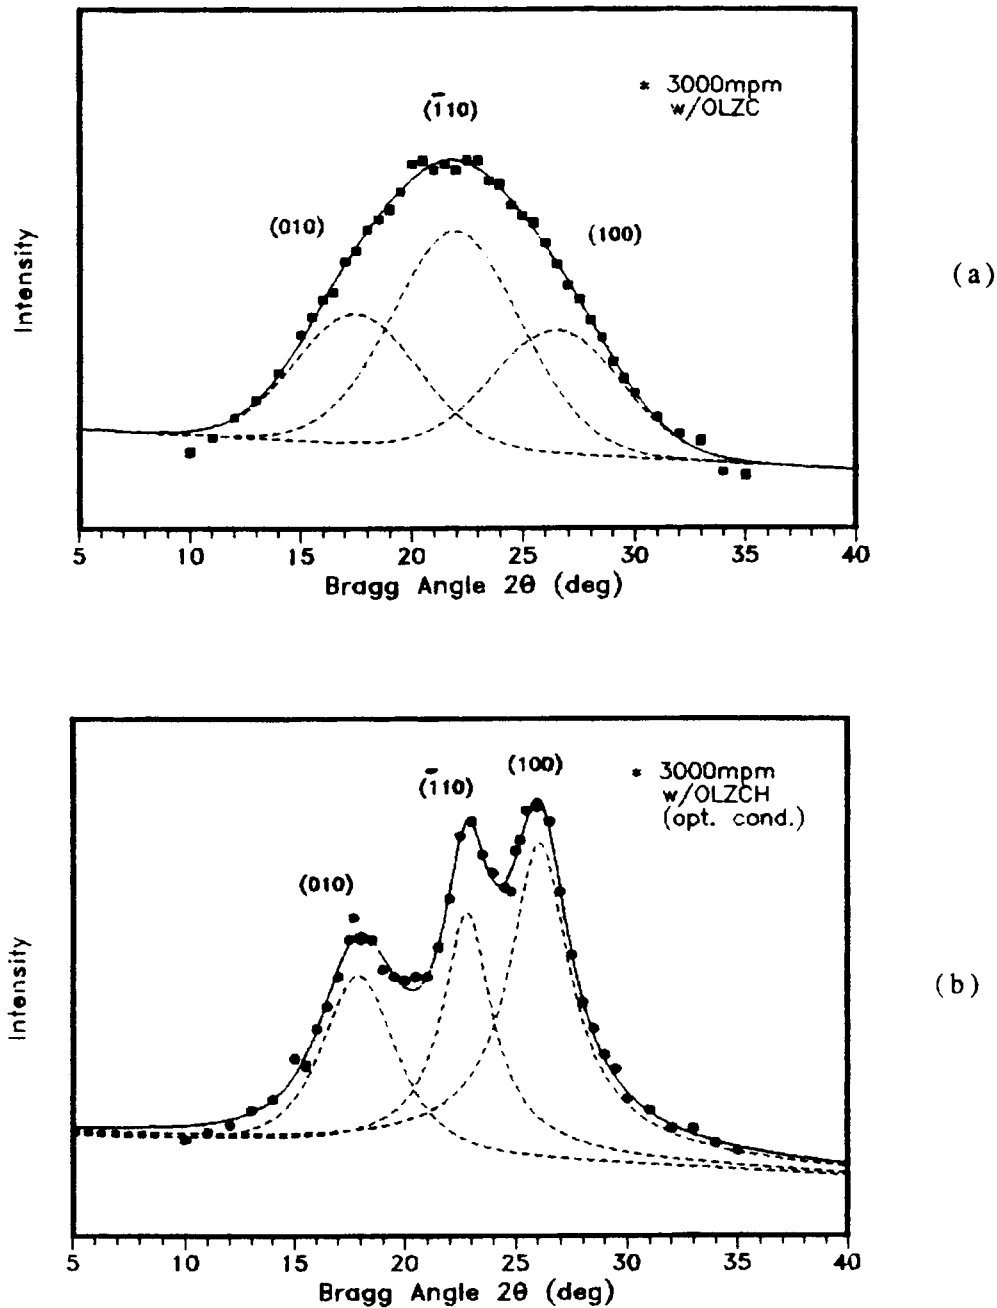 * 3000mpm
w/OLZC
(1̄10)
(010)
(100)
Intensity
(a)
5 10 15 20 25 30 35 40
Bragg Angle 2θ (deg)
(100)
* 3000mpm
w/OLZCH
(opt. cond.)
(1̄10)
(010)
Intensity
(b)
5 10 15 20 25 30 35 40
Bragg Angle 2θ (deg)